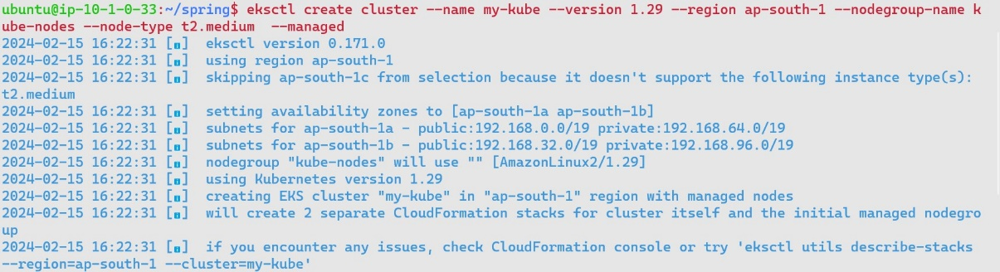 ubuntu@ip-10-1-0-33:~/spring$ eksctl create cluster --name my-kube --version 1.29 --region ap-south-1 --nodegroup-name k
ube-nodes --node-type t2.medium  --managed
2024-02-15 16:22:31 [ℹ]  eksctl version 0.171.0
2024-02-15 16:22:31 [ℹ]  using region ap-south-1
2024-02-15 16:22:31 [ℹ]  skipping ap-south-1c from selection because it doesn't support the following instance type(s):
t2.medium
2024-02-15 16:22:31 [ℹ]  setting availability zones to [ap-south-1a ap-south-1b]
2024-02-15 16:22:31 [ℹ]  subnets for ap-south-1a - public:192.168.0.0/19 private:192.168.64.0/19
2024-02-15 16:22:31 [ℹ]  subnets for ap-south-1b - public:192.168.32.0/19 private:192.168.96.0/19
2024-02-15 16:22:31 [ℹ]  nodegroup "kube-nodes" will use "" [AmazonLinux2/1.29]
2024-02-15 16:22:31 [ℹ]  using Kubernetes version 1.29
2024-02-15 16:22:31 [ℹ]  creating EKS cluster "my-kube" in "ap-south-1" region with managed nodes
2024-02-15 16:22:31 [ℹ]  will create 2 separate CloudFormation stacks for cluster itself and the initial managed nodegro
up
2024-02-15 16:22:31 [ℹ]  if you encounter any issues, check CloudFormation console or try 'eksctl utils describe-stacks
--region=ap-south-1 --cluster=my-kube'